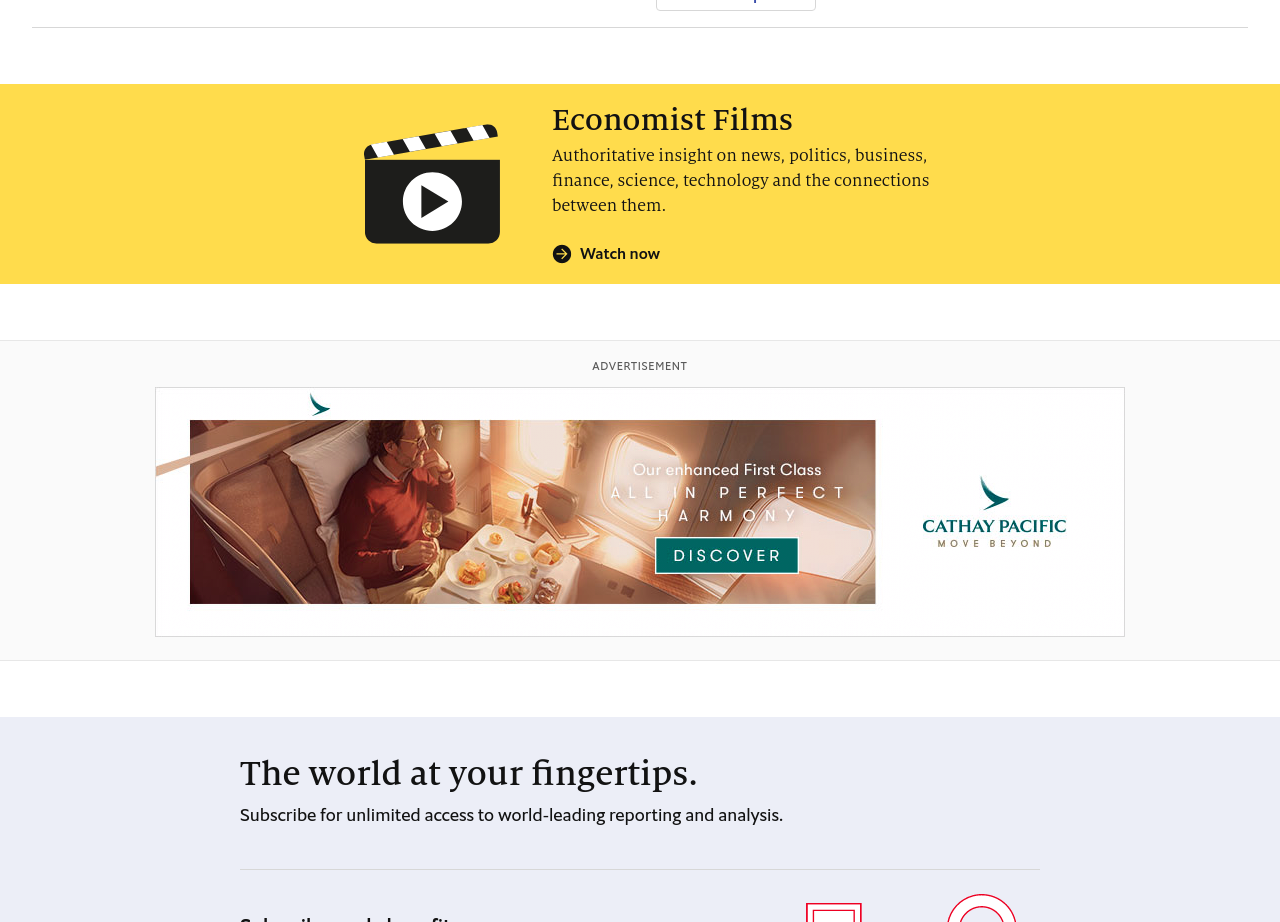 Economist Films
Authoritative insight on news, politics, business,
finance, science, technology and the connections
between them.
Watch now
ADVERTISEMENT
Our enhanced First Class
ALL IN PERFECT
HARMONY
DISCOVER
CATHAY PACIFIC
MOVE BEYOND
The world at your fingertips.
Subscribe for unlimited access to world-leading reporting and analysis.